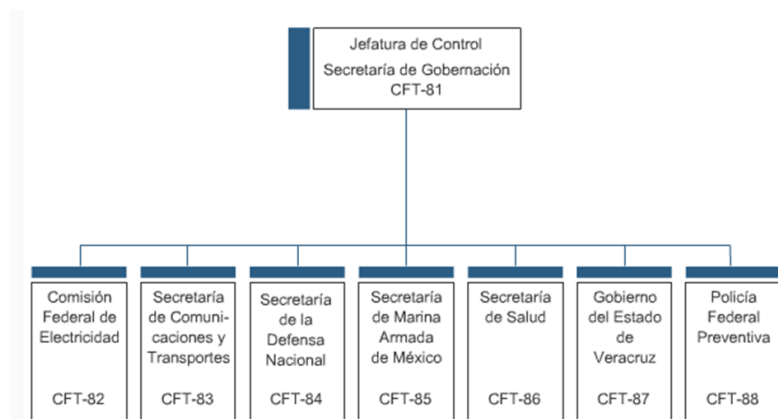 Jefatura de Control
Secretaría de Gobernación
CFT-81
Comisión
Federal de
Electricidad
CFT-82
Secretaría
de Comuni-
caciones y
Transportes
CFT-83
Secretaría
de la
Defensa
Nacional
CFT-84
Secretaría
de Marina
Armada
de México
CFT-85
Secretaría
de Salud
CFT-86
Gobierno
del Estado
de
Veracruz
CFT-87
Policía
Federal
Preventiva
CFT-88